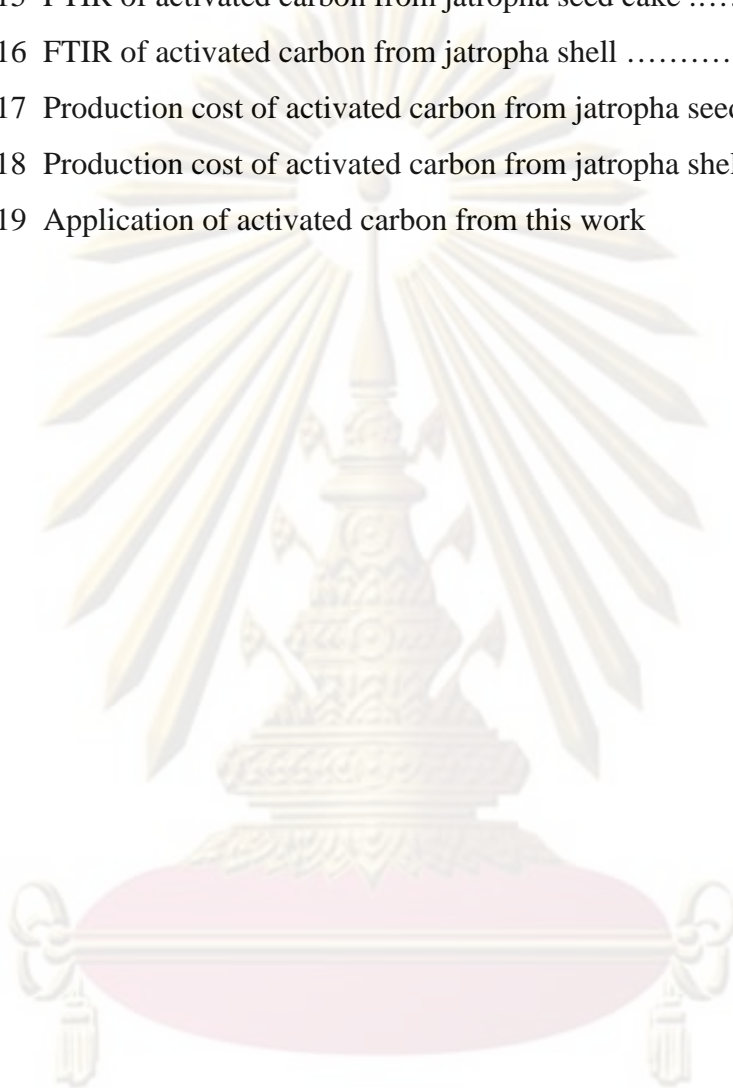 15 FTIR of activated carbon from jatropha seed cake .….
16 FTIR of activated carbon from jatropha shell ……….
17 Production cost of activated carbon from jatropha seed
18 Production cost of activated carbon from jatropha shel
19 Application of activated carbon from this work